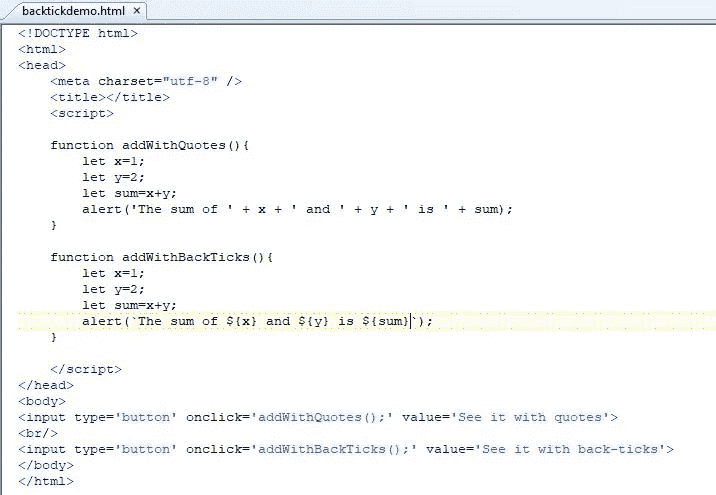 backtickdemo.html ×
<!DOCTYPE html>
<html>
<head>
    <meta charset="utf-8" />
    <title></title>
    <script>

    function addWithQuotes(){
        let x=1;
        let y=2;
        let sum=x+y;
        alert('The sum of ' + x + ' and ' + y + ' is ' + sum);
    }

    function addWithBackTicks(){
        let x=1;
        let y=2;
        let sum=x+y;
        alert(`The sum of ${x} and ${y} is ${sum}`);
    }

    </script>
</head>
<body>
<input type='button' onclick='addWithQuotes();' value='See it with quotes'>
<br/>
<input type='button' onclick='addWithBackTicks();' value='See it with back-ticks'>
</body>
</html>